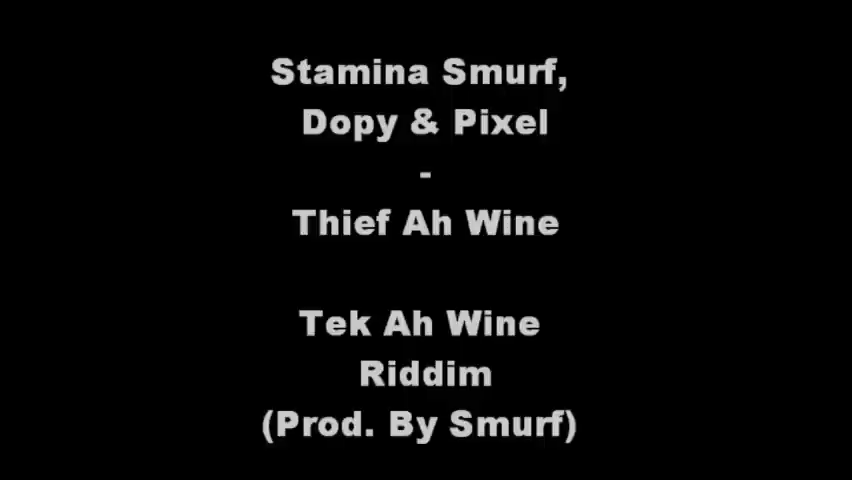 Stamina Smurf,
Dopy & Pixel
-
Thief Ah Wine
Tek Ah Wine
Riddim
(Prod. By Smurf)